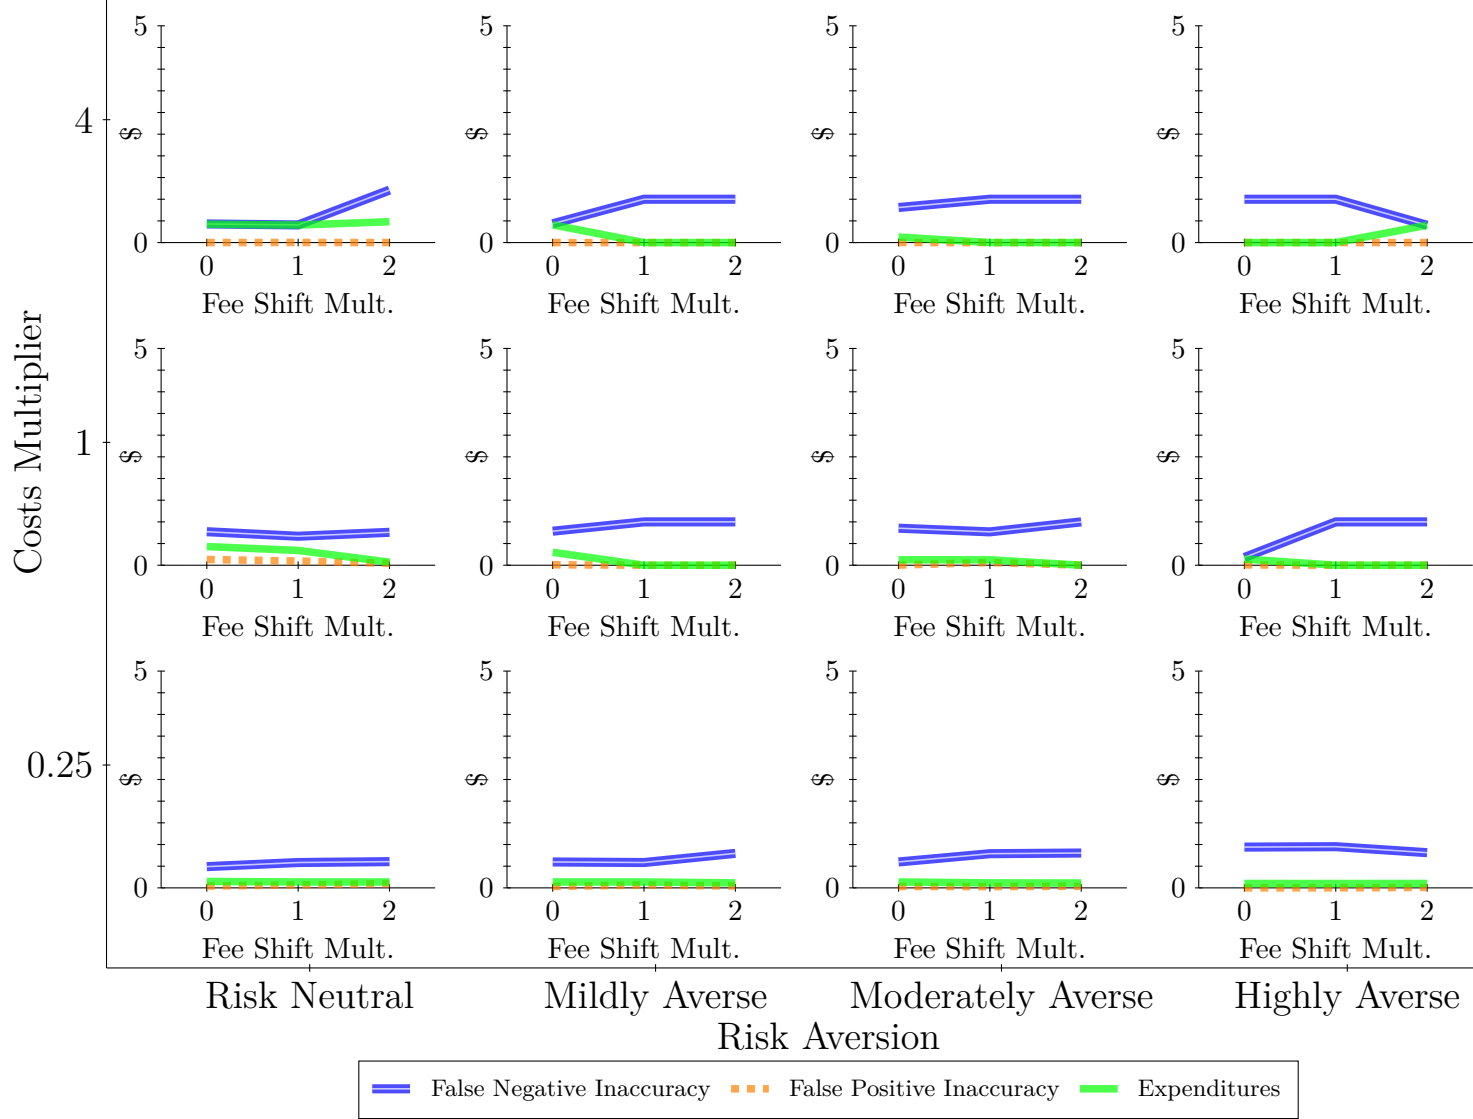 Costs Multiplier
4
5
$
0
0 1 2
Fee Shift Mult.
5
$
0
0 1 2
Fee Shift Mult.
5
$
0
0 1 2
Fee Shift Mult.
5
$
0
0 1 2
Fee Shift Mult.
1
5
$
0
0 1 2
Fee Shift Mult.
5
$
0
0 1 2
Fee Shift Mult.
5
$
0
0 1 2
Fee Shift Mult.
5
$
0
0 1 2
Fee Shift Mult.
0.25
5
$
0
0 1 2
Fee Shift Mult.
5
$
0
0 1 2
Fee Shift Mult.
5
$
0
0 1 2
Fee Shift Mult.
5
$
0
0 1 2
Fee Shift Mult.
Risk Neutral Mildly Averse Moderately Averse Highly Averse
Risk Aversion
False Negative Inaccuracy False Positive Inaccuracy Expenditures